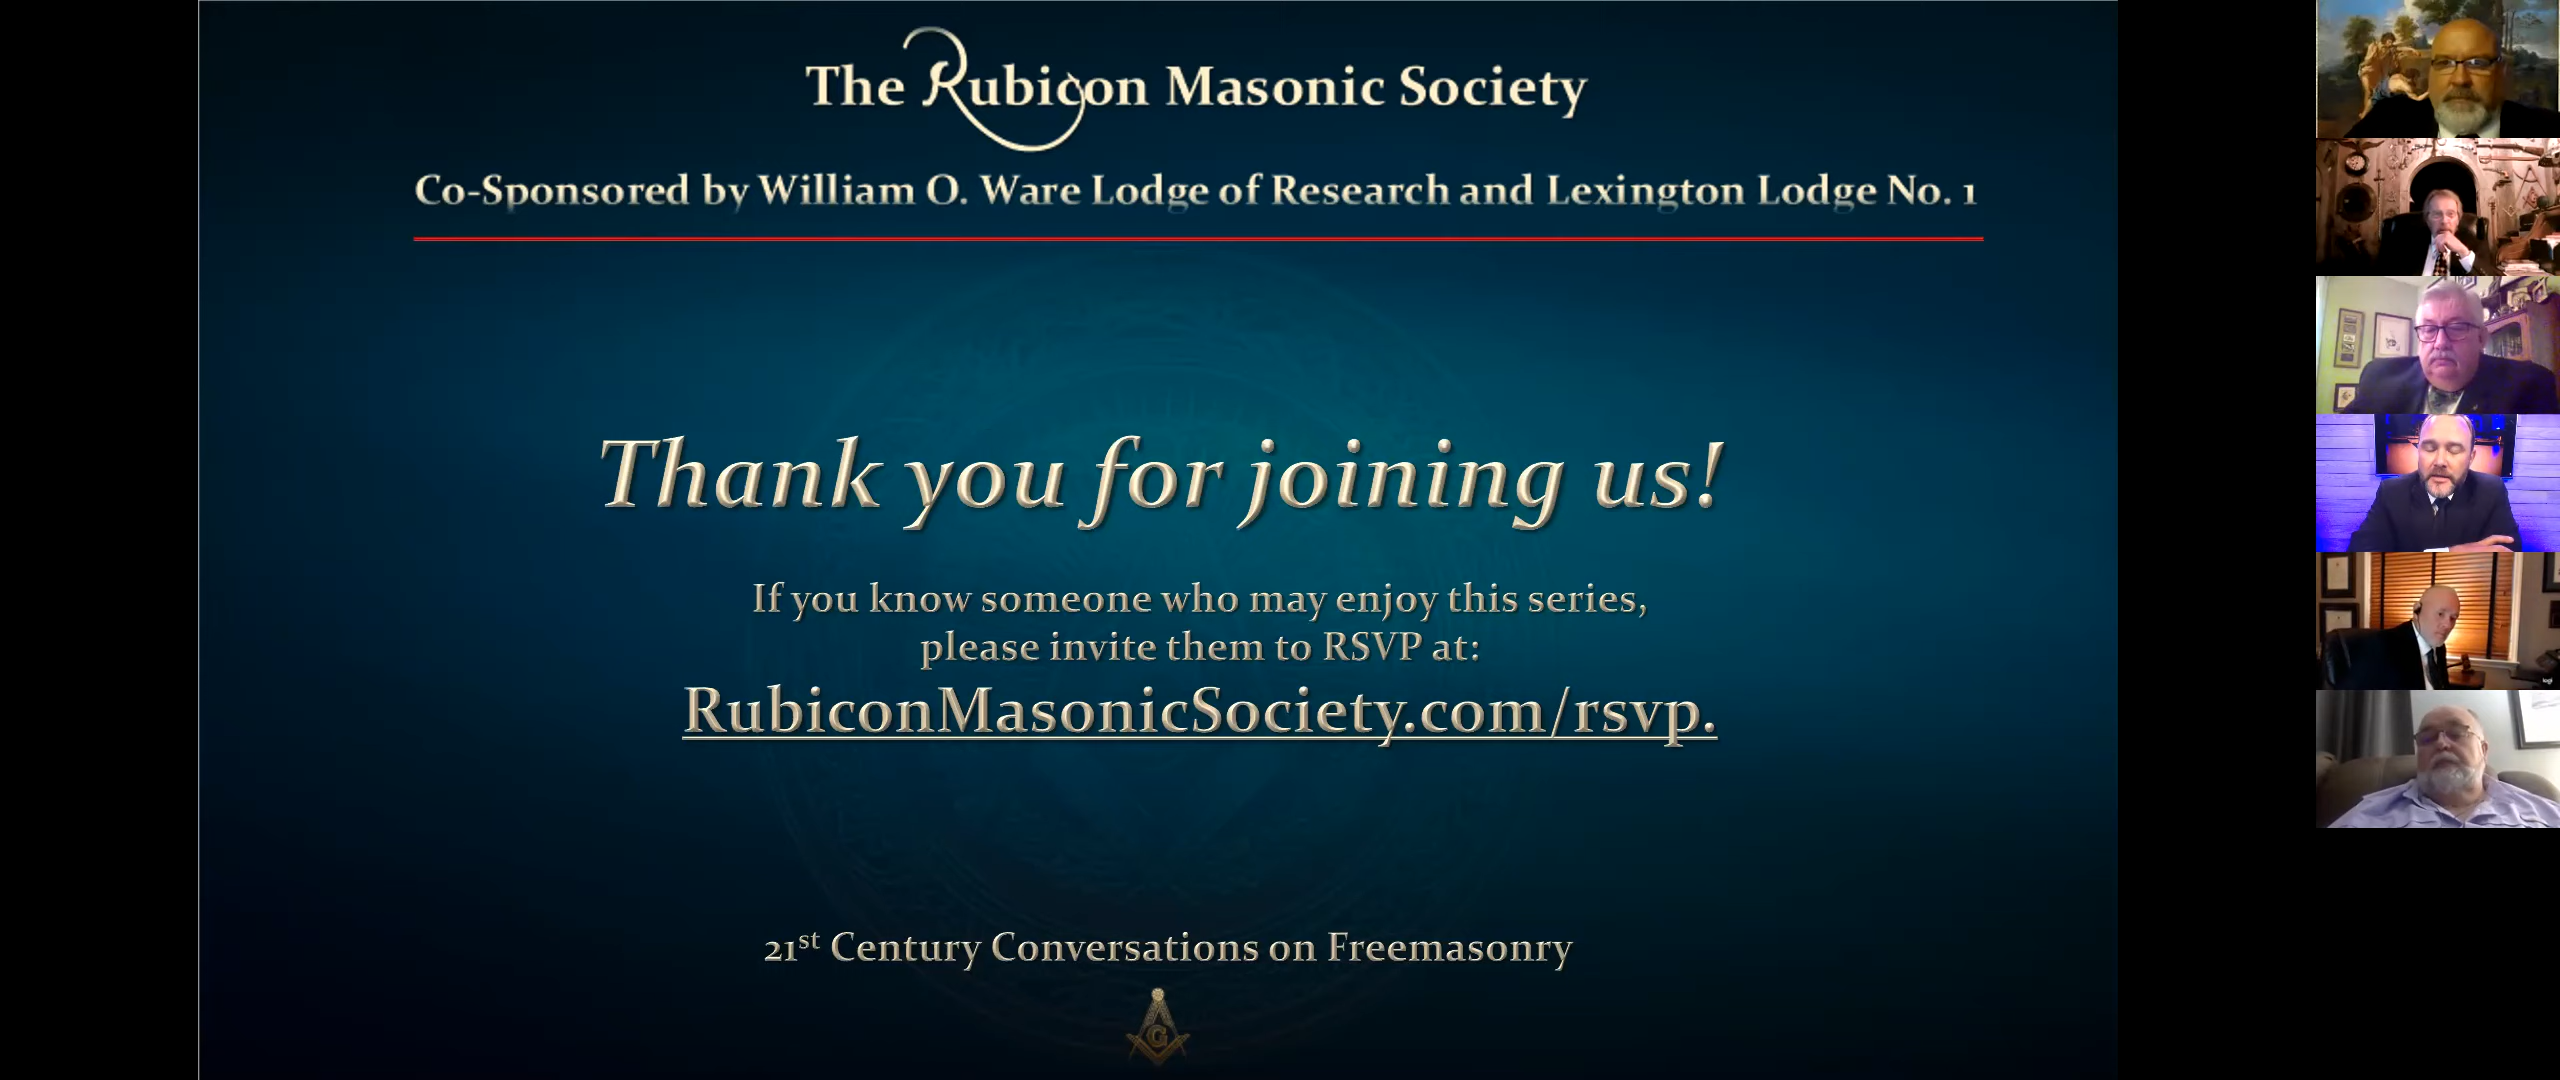 The Rubicon Masonic Society
Co-Sponsored by William O. Ware Lodge of Research and Lexington Lodge No. 1
Thank you for joining us!
If you know someone who may enjoy this series,
please invite them to RSVP at:
RubiconMasonicSociety.com/rsvp.
21st Century Conversations on Freemasonry
G
logi